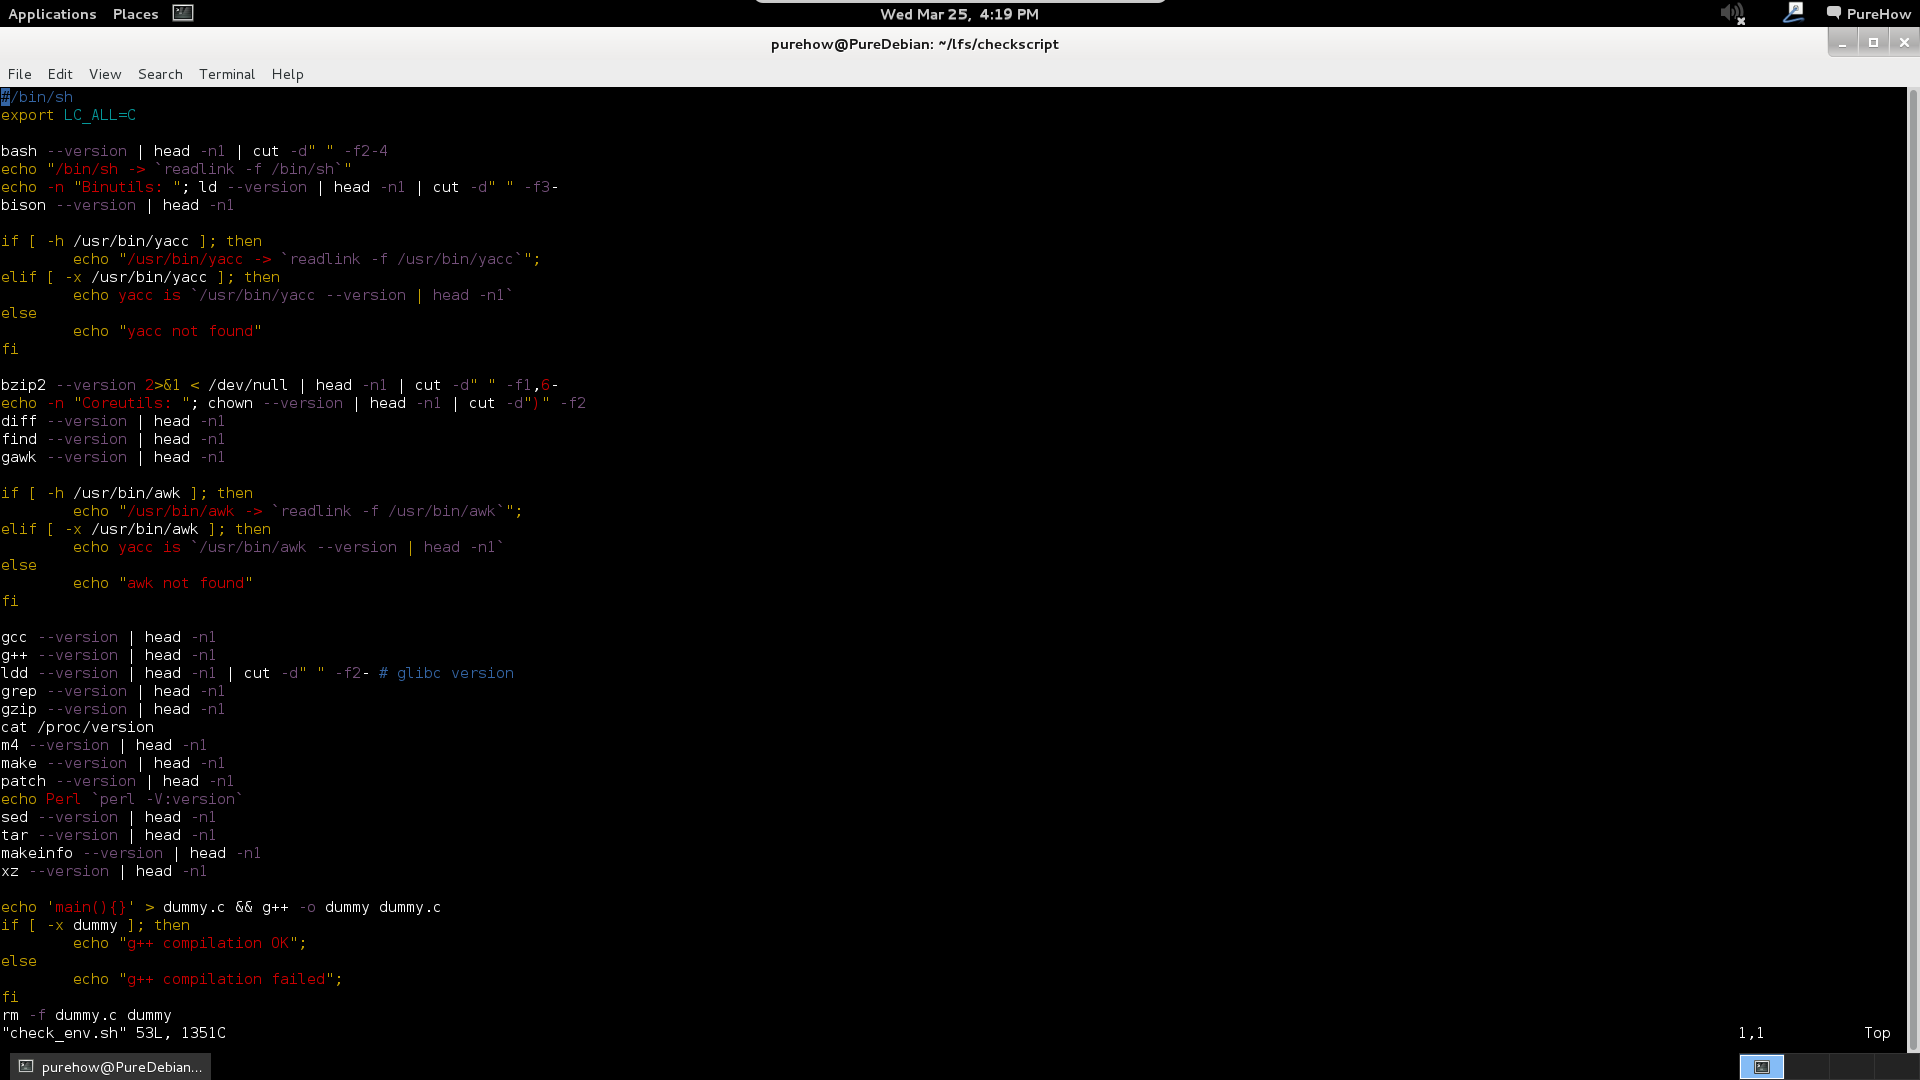 Applications Places Wed Mar 25, 4:19 PM PureHow
purehow@PureDebian: ~/lfs/checkscript
File Edit View Search Terminal Help
#/bin/sh
export LC_ALL=C
bash --version | head -n1 | cut -d" " -f2-4
echo "/bin/sh -> `readlink -f /bin/sh`"
echo -n "Binutils: "; ld --version | head -n1 | cut -d" " -f3-
bison --version | head -n1
if [ -h /usr/bin/yacc ]; then
        echo "/usr/bin/yacc -> `readlink -f /usr/bin/yacc`";
elif [ -x /usr/bin/yacc ]; then
        echo yacc is `/usr/bin/yacc --version | head -n1`
else
        echo "yacc not found"
fi
bzip2 --version 2>&1 < /dev/null | head -n1 | cut -d" " -f1,6-
echo -n "Coreutils: "; chown --version | head -n1 | cut -d")" -f2
diff --version | head -n1
find --version | head -n1
gawk --version | head -n1
if [ -h /usr/bin/awk ]; then
        echo "/usr/bin/awk -> `readlink -f /usr/bin/awk`";
elif [ -x /usr/bin/awk ]; then
        echo yacc is `/usr/bin/awk --version | head -n1`
else
        echo "awk not found"
fi
gcc --version | head -n1
g++ --version | head -n1
ldd --version | head -n1 | cut -d" " -f2- # glibc version
grep --version | head -n1
gzip --version | head -n1
cat /proc/version
m4 --version | head -n1
make --version | head -n1
patch --version | head -n1
echo Perl `perl -V:version`
sed --version | head -n1
tar --version | head -n1
makeinfo --version | head -n1
xz --version | head -n1
echo 'main(){}' > dummy.c && g++ -o dummy dummy.c
if [ -x dummy ]; then
        echo "g++ compilation OK";
else
        echo "g++ compilation failed";
fi
rm -f dummy.c dummy
"check_env.sh" 53L, 1351C 1,1 Top
purehow@PureDebian...